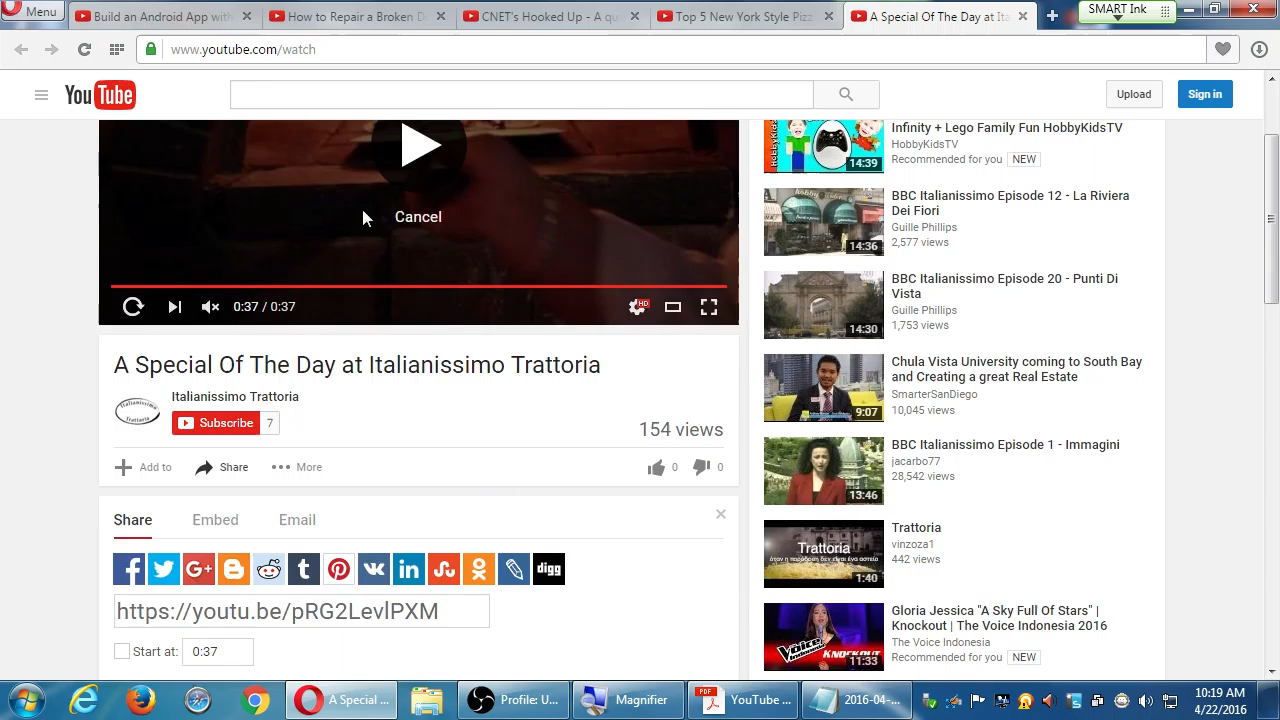 Menu
Build an Android App with
How to Repair a Broken D
CNET's Hooked Up - A qu
Top 5 New York Style Pizz
A Special Of The Day at Ita
SMART Ink
www.youtube.com/watch
YouTube
Upload
Sign in
Infinity + Lego Family Fun HobbyKidsTV
HobbyKidsTV
Recommended for you NEW
14:39
BBC Italianissimo Episode 12 - La Riviera
Dei Fiori
Guille Phillips
2,577 views
14:36
BBC Italianissimo Episode 20 - Punti Di
Vista
Guille Phillips
1,753 views
14:30
Chula Vista University coming to South Bay
and Creating a great Real Estate
SmarterSanDiego
10,045 views
9:07
BBC Italianissimo Episode 1 - Immagini
jacarbo77
28,542 views
13:46
Trattoria
vinzoza1
442 views
Trattoria
1:40
Gloria Jessica "A Sky Full Of Stars" |
Knockout | The Voice Indonesia 2016
The Voice Indonesia
Recommended for you NEW
Voice
KNOCKOUT
11:33
Cancel
0:37 / 0:37
HD
A Special Of The Day at Italianissimo Trattoria
Italianissimo
Trattoria
Italianissimo Trattoria
Subscribe 7
154 views
Add to
Share
More
0
0
Share
Embed
Email
digg
https://youtu.be/pRG2LevlPXM
Start at: 0:37
A Special ...
Profile: U...
Magnifier
PDF
YouTube ...
2016-04-...
10:19 AM
4/22/2016